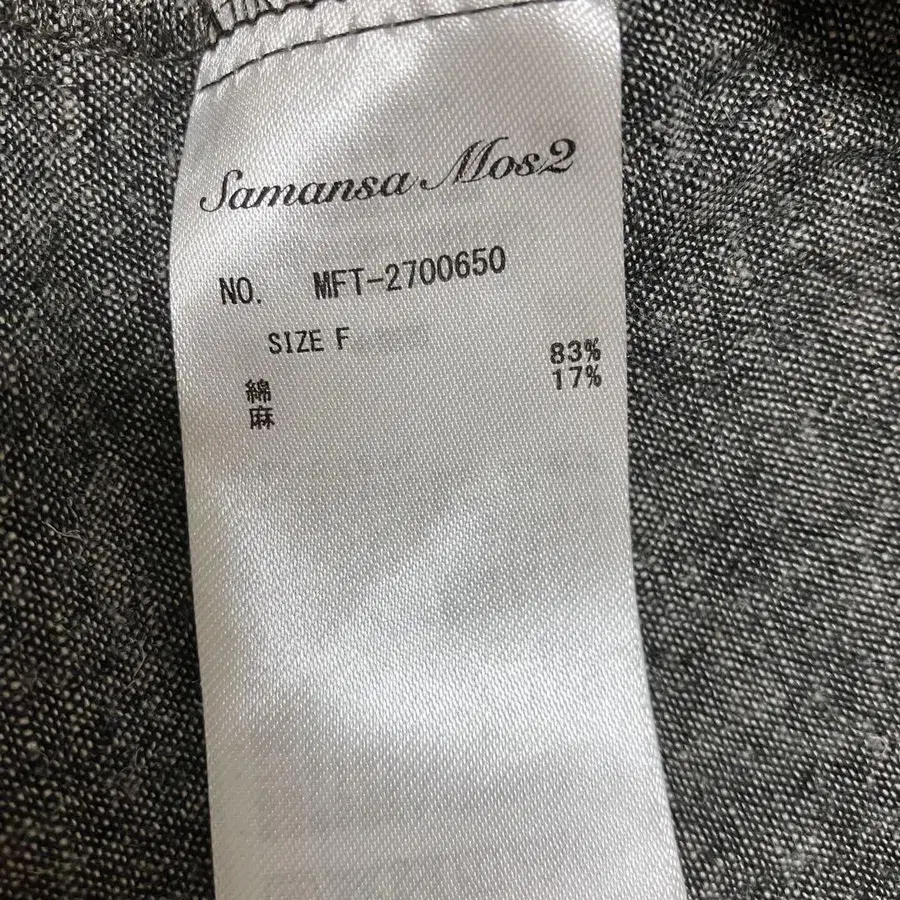 Samansa Mos2
NO. MFT-2700650
SIZE F
綿 83%
麻 17%